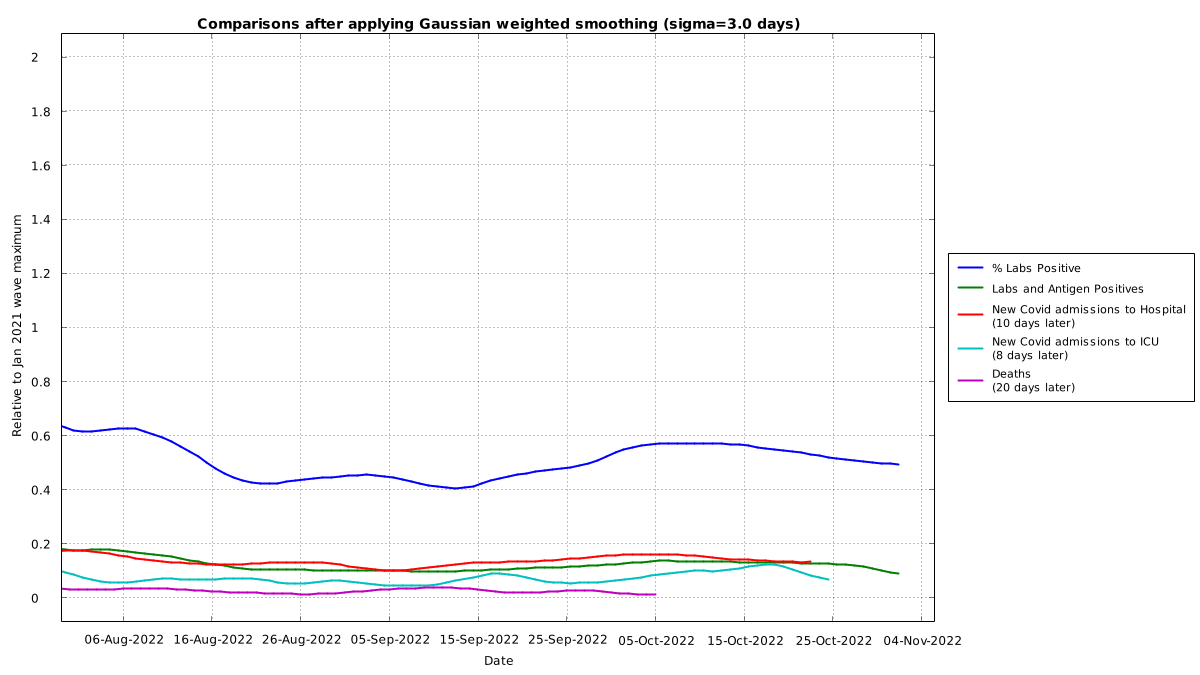 Comparisons after applying Gaussian weighted smoothing (sigma=3.0 days)
Relative to Jan 2021 wave maximum
2
1.8
1.6
1.4
1.2
1
0.8
0.6
0.4
0.2
0
06-Aug-2022 16-Aug-2022 26-Aug-2022 05-Sep-2022 15-Sep-2022 25-Sep-2022 05-Oct-2022 15-Oct-2022 25-Oct-2022 04-Nov-2022
Date
% Labs Positive
Labs and Antigen Positives
New Covid admissions to Hospital
(10 days later)
New Covid admissions to ICU
(8 days later)
Deaths
(20 days later)